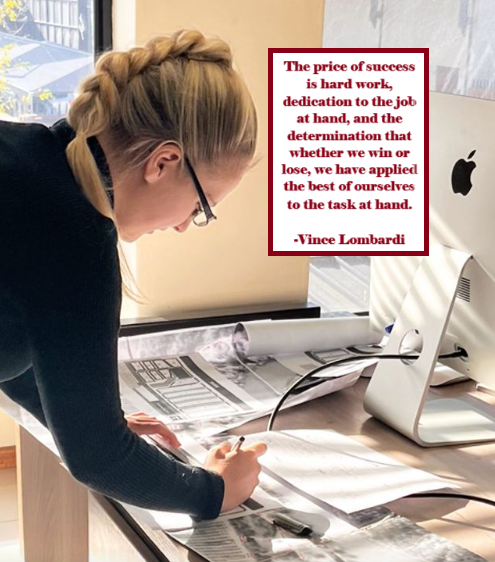 The price of success
is hard work,
dedication to the job
at hand, and the
determination that
whether we win or
lose, we have applied
the best of ourselves
to the task at hand.
-Vince Lombardi